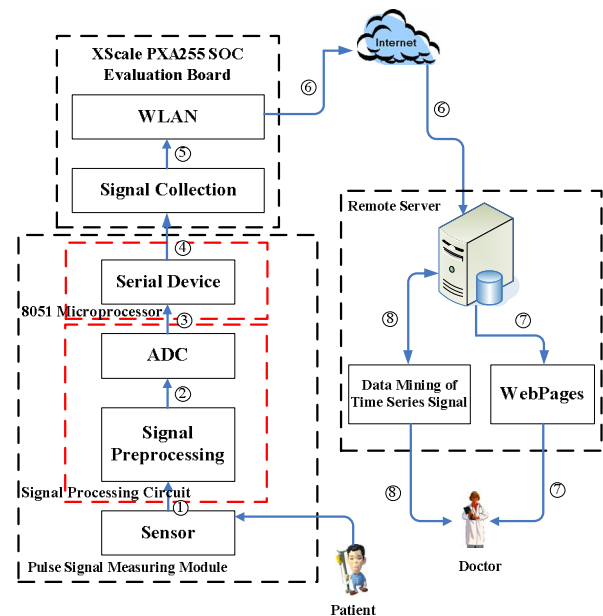 XScale PXA255 SOC
Evaluation Board
WLAN
⑤
Signal Collection
④
Serial Device
8051 Microprocessor
③
ADC
②
Signal
Preprocessing
Signal Processing Circuit
①
Sensor
Pulse Signal Measuring Module
Patient
⑥
Internet
⑥
Remote Server
⑧
⑦
Data Mining of
Time Series Signal
WebPages
⑧
⑦
Doctor